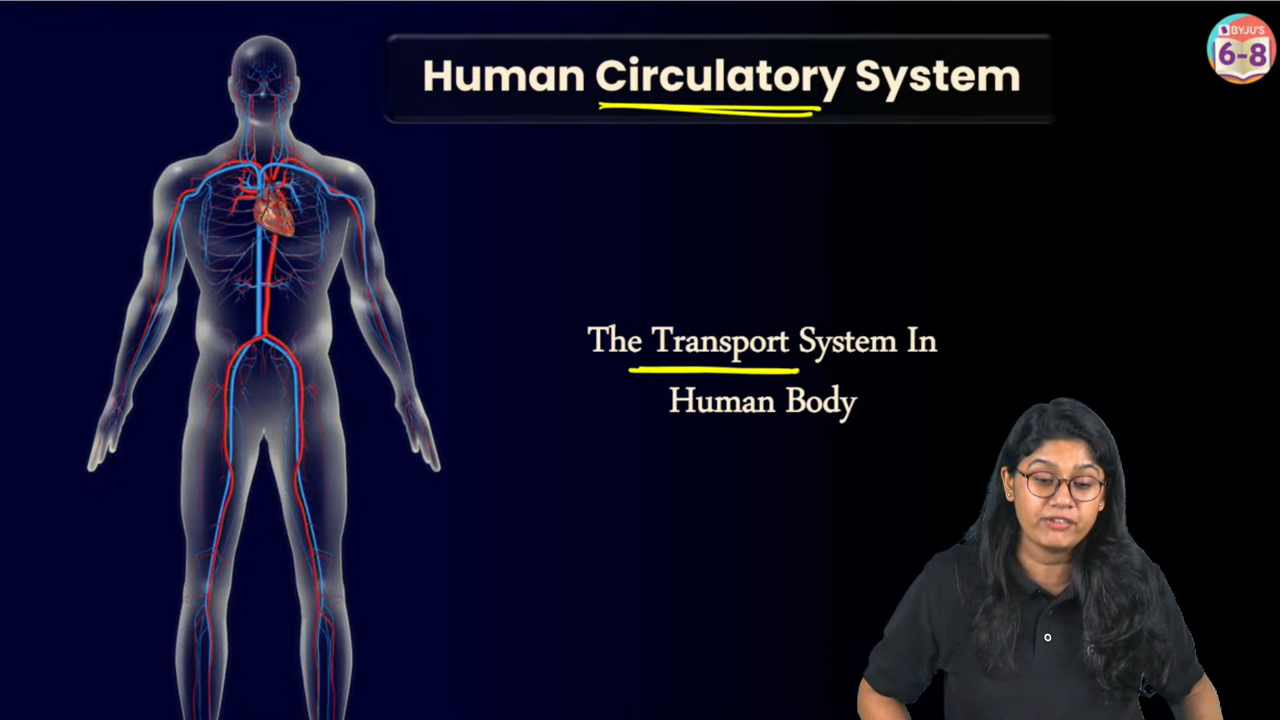 Human Circulatory System
BYJU'S
6-8
The Transport System In
Human Body